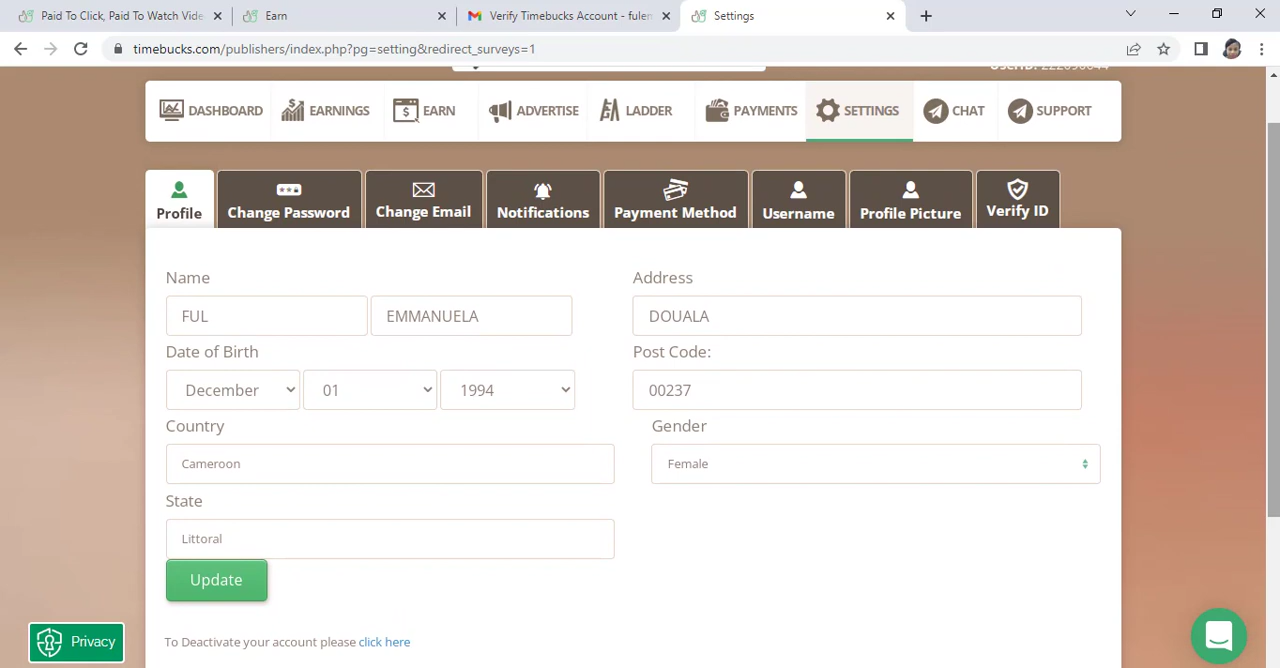 Paid To Click, Paid To Watch Vide
Earn
Verify Timebucks Account - fulem
Settings
timebucks.com/publishers/index.php?pg=setting&redirect_surveys=1
DASHBOARD
EARNINGS
EARN
ADVERTISE
LADDER
PAYMENTS
SETTINGS
CHAT
SUPPORT
Profile
Change Password
Change Email
Notifications
Payment Method
Username
Profile Picture
Verify ID
Name
Address
FUL
EMMANUELA
DOUALA
Date of Birth
Post Code:
December
01
1994
00237
Country
Gender
Cameroon
Female
State
Littoral
Update
To Deactivate your account please click here
Privacy